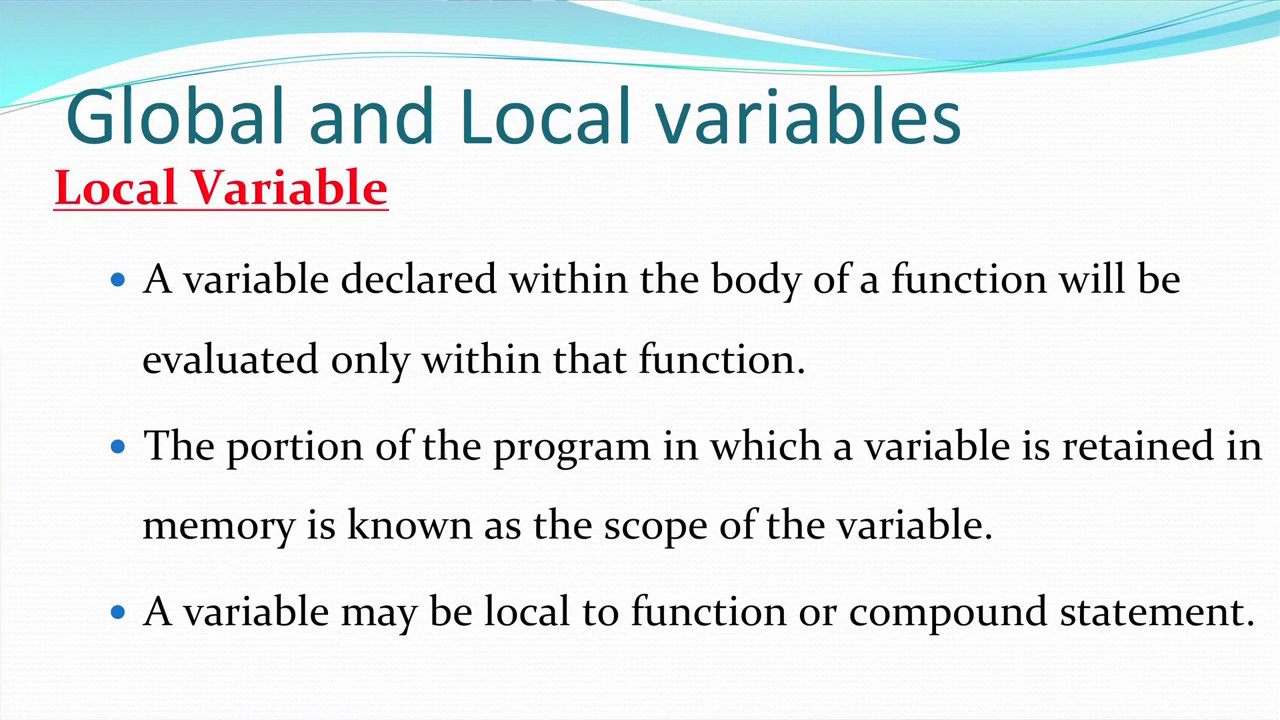 Global and Local variables
Local Variable
• A variable declared within the body of a function will be
evaluated only within that function.
• The portion of the program in which a variable is retained in
memory is known as the scope of the variable.
• A variable may be local to function or compound statement.